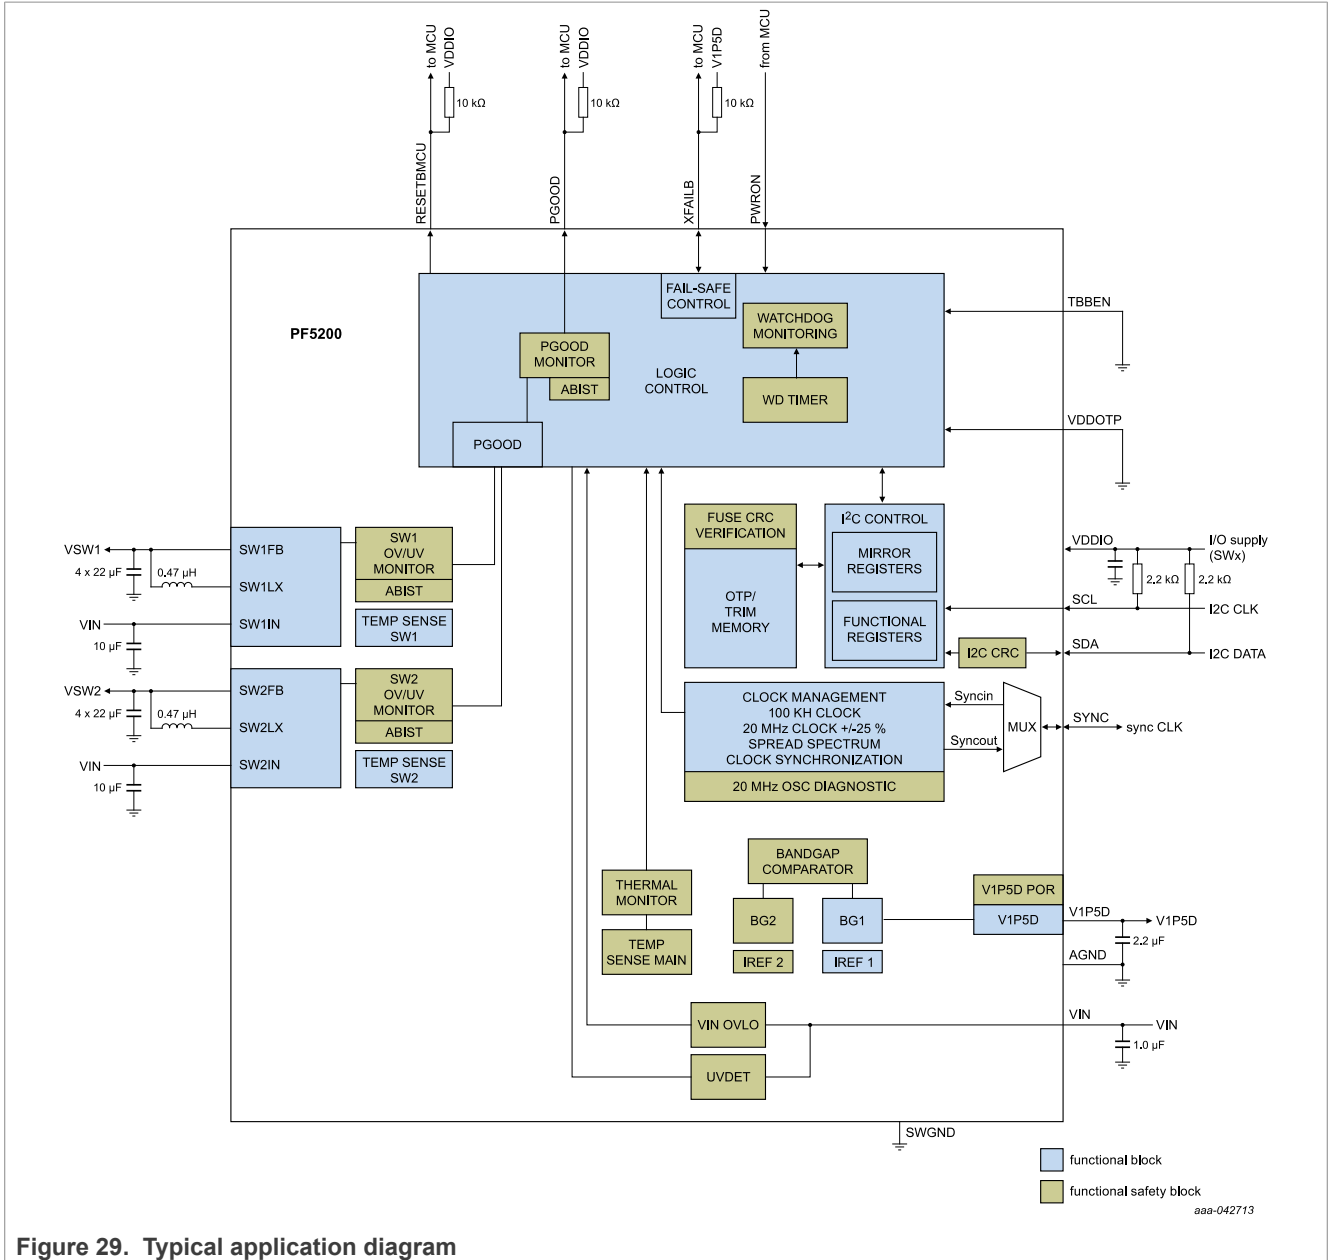 to MCU
VDDIO
to MCU
VDDIO
to MCU
V1P5D
from MCU
10 kΩ
10 kΩ
10 kΩ
RESETBMCU
PGOOD
XFAILB
PWRON
PF5200
FAIL-SAFE
CONTROL
WATCHDOG
MONITORING
PGOOD
MONITOR
ABIST
LOGIC
CONTROL
WD TIMER
PGOOD
TBBEN
VDDOTP
SW1FB
SW1LX
SW1IN
SW1
OV/UV
MONITOR
ABIST
TEMP SENSE
SW1
VSW1
4 x 22 µF
0.47 µH
VIN
10 µF
SW2FB
SW2LX
SW2IN
SW2
OV/UV
MONITOR
ABIST
TEMP SENSE
SW2
VSW2
4 x 22 µF
0.47 µH
VIN
10 µF
FUSE CRC
VERIFICATION
OTP/
TRIM
MEMORY
I2C CONTROL
MIRROR
REGISTERS
FUNCTIONAL
REGISTERS
I2C CRC
VDDIO
I/O supply
(SWx)
2.2 kΩ
2.2 kΩ
SCL
I2C CLK
SDA
I2C DATA
CLOCK MANAGEMENT
100 KH CLOCK
20 MHz CLOCK +/-25 %
SPREAD SPECTRUM
CLOCK SYNCHRONIZATION
20 MHz OSC DIAGNOSTIC
Syncin
Syncout
MUX
SYNC
sync CLK
BANDGAP
COMPARATOR
THERMAL
MONITOR
TEMP
SENSE MAIN
BG2
BG1
IREF 2
IREF 1
V1P5D POR
V1P5D
V1P5D
V1P5D
2.2 µF
AGND
VIN OVLO
UVDET
VIN
VIN
1.0 µF
SWGND
functional block
functional safety block
aaa-042713
Figure 29. Typical application diagram